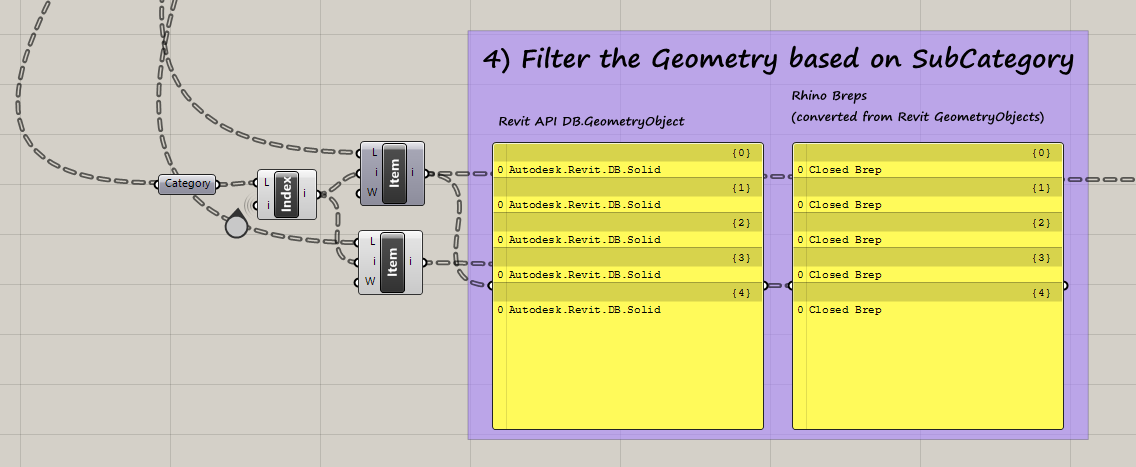 4) Filter the Geometry based on SubCategory
Rhino Breps
(converted from Revit GeometryObjects)
Revit API DB.GeometryObject
Category
L
i
Index
i
L
i
W
Item
i
L
i
W
Item
i
{0}
0 Autodesk.Revit.DB.Solid
{1}
0 Autodesk.Revit.DB.Solid
{2}
0 Autodesk.Revit.DB.Solid
{3}
0 Autodesk.Revit.DB.Solid
{4}
0 Autodesk.Revit.DB.Solid
{0}
0 Closed Brep
{1}
0 Closed Brep
{2}
0 Closed Brep
{3}
0 Closed Brep
{4}
0 Closed Brep